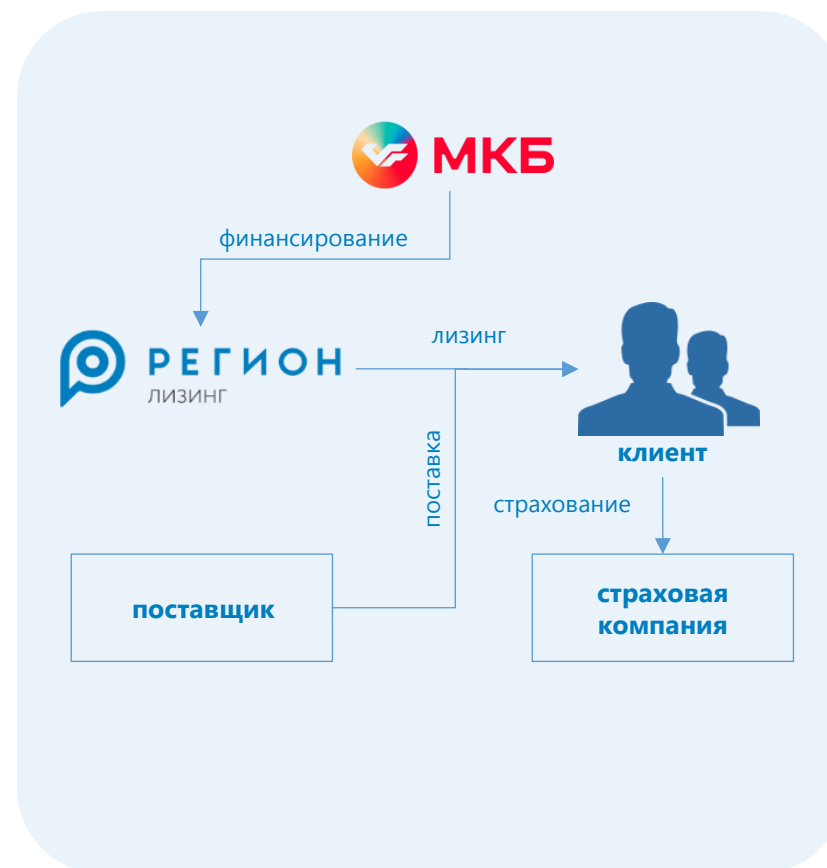 МКБ
финансирование
лизинг
РЕГИОН
ЛИЗИНГ
клиент
поставка
страхование
поставщик
страховая
компания